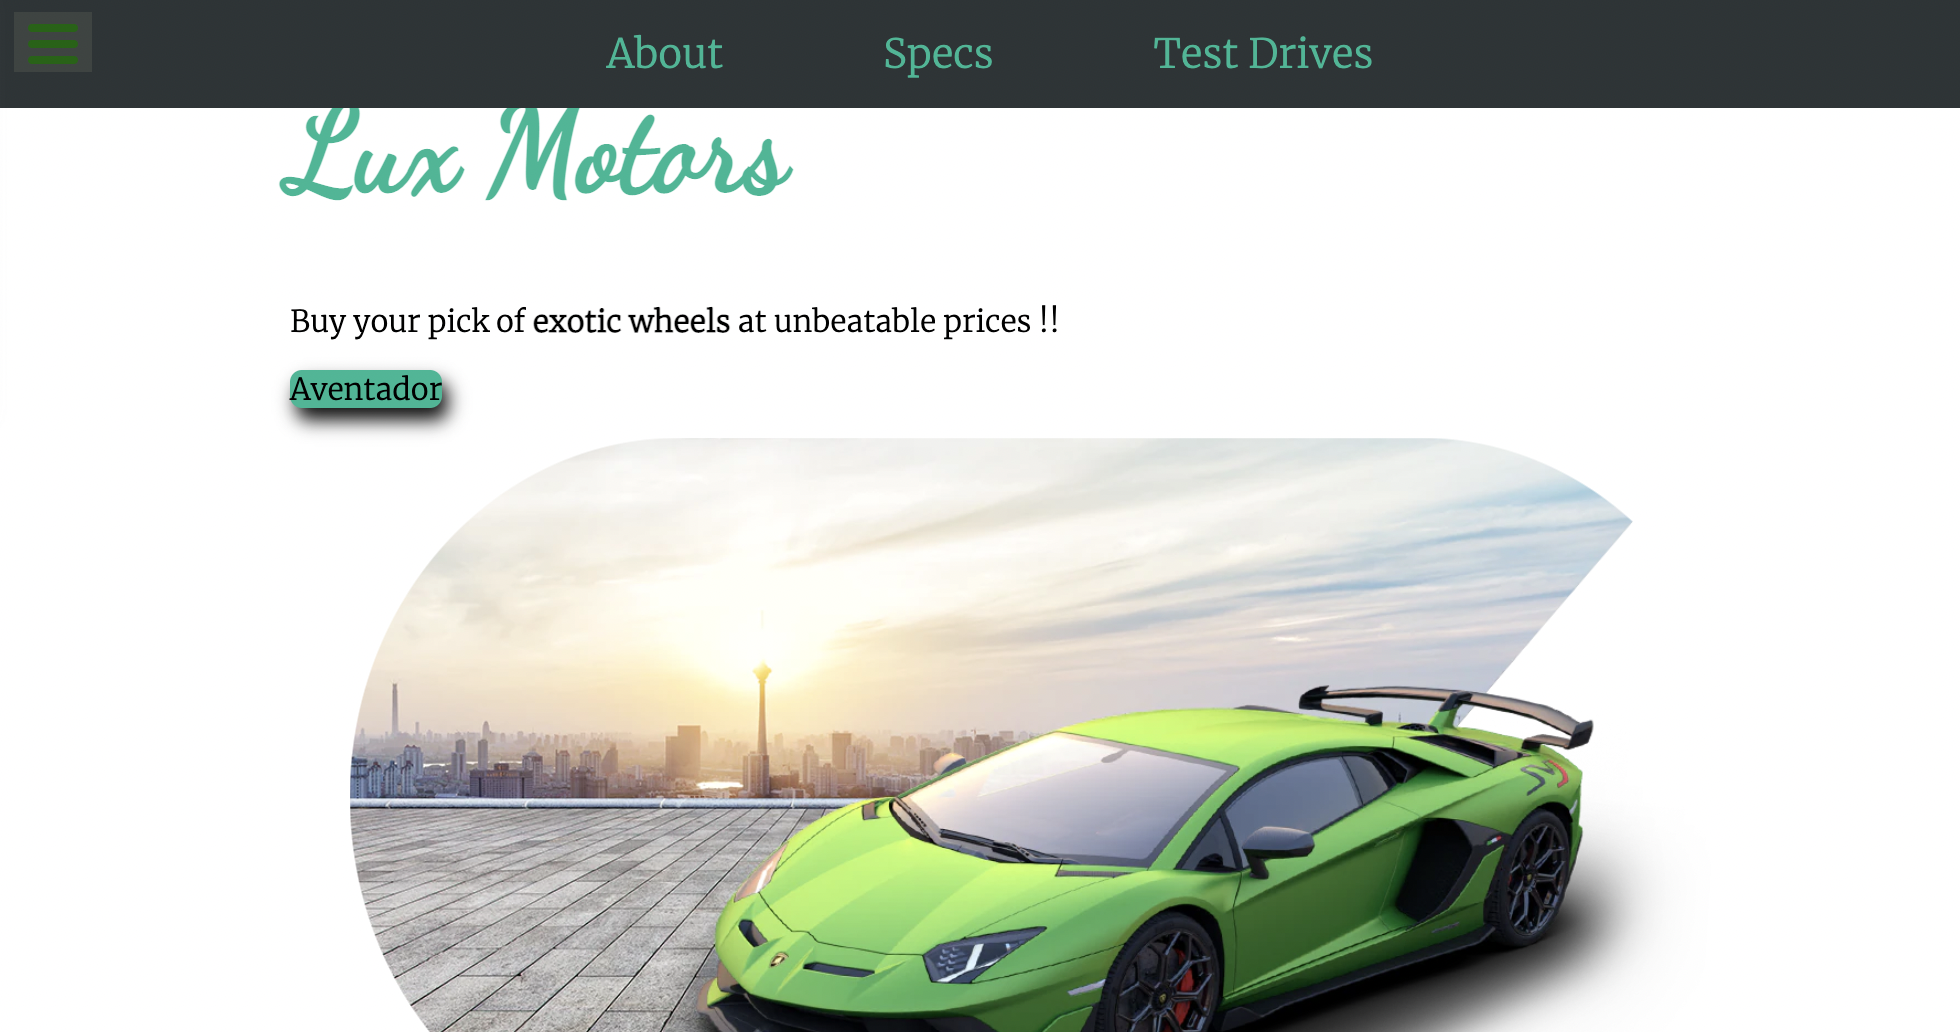 About Specs Test Drives
Lux Motors
Buy your pick of exotic wheels at unbeatable prices !!
Aventador